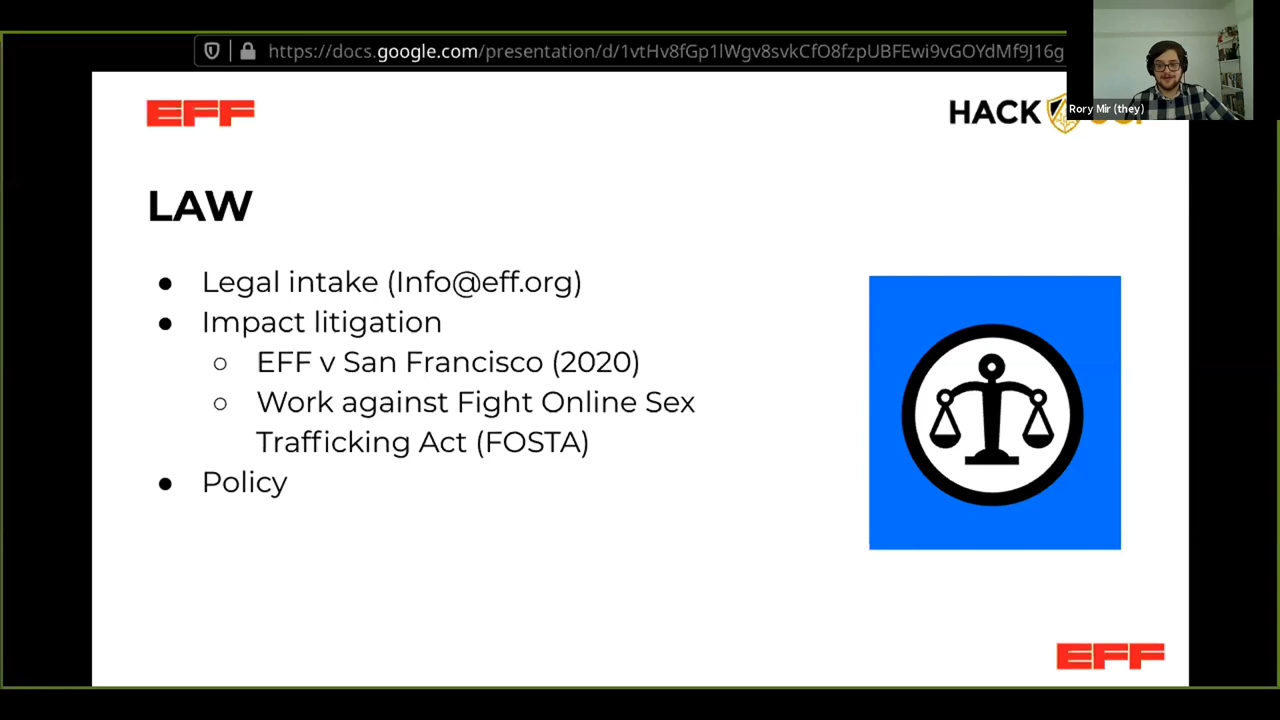 https://docs.google.com/presentation/d/1vtHv8fGp1lWgv8svkCfO8fzpUBFEwi9vGOYdMf9J16g
EFF
HACK
Rory Mir (they)
LAW
● Legal intake (Info@eff.org)
● Impact litigation
○ EFF v San Francisco (2020)
○ Work against Fight Online Sex
Trafficking Act (FOSTA)
● Policy
EFF